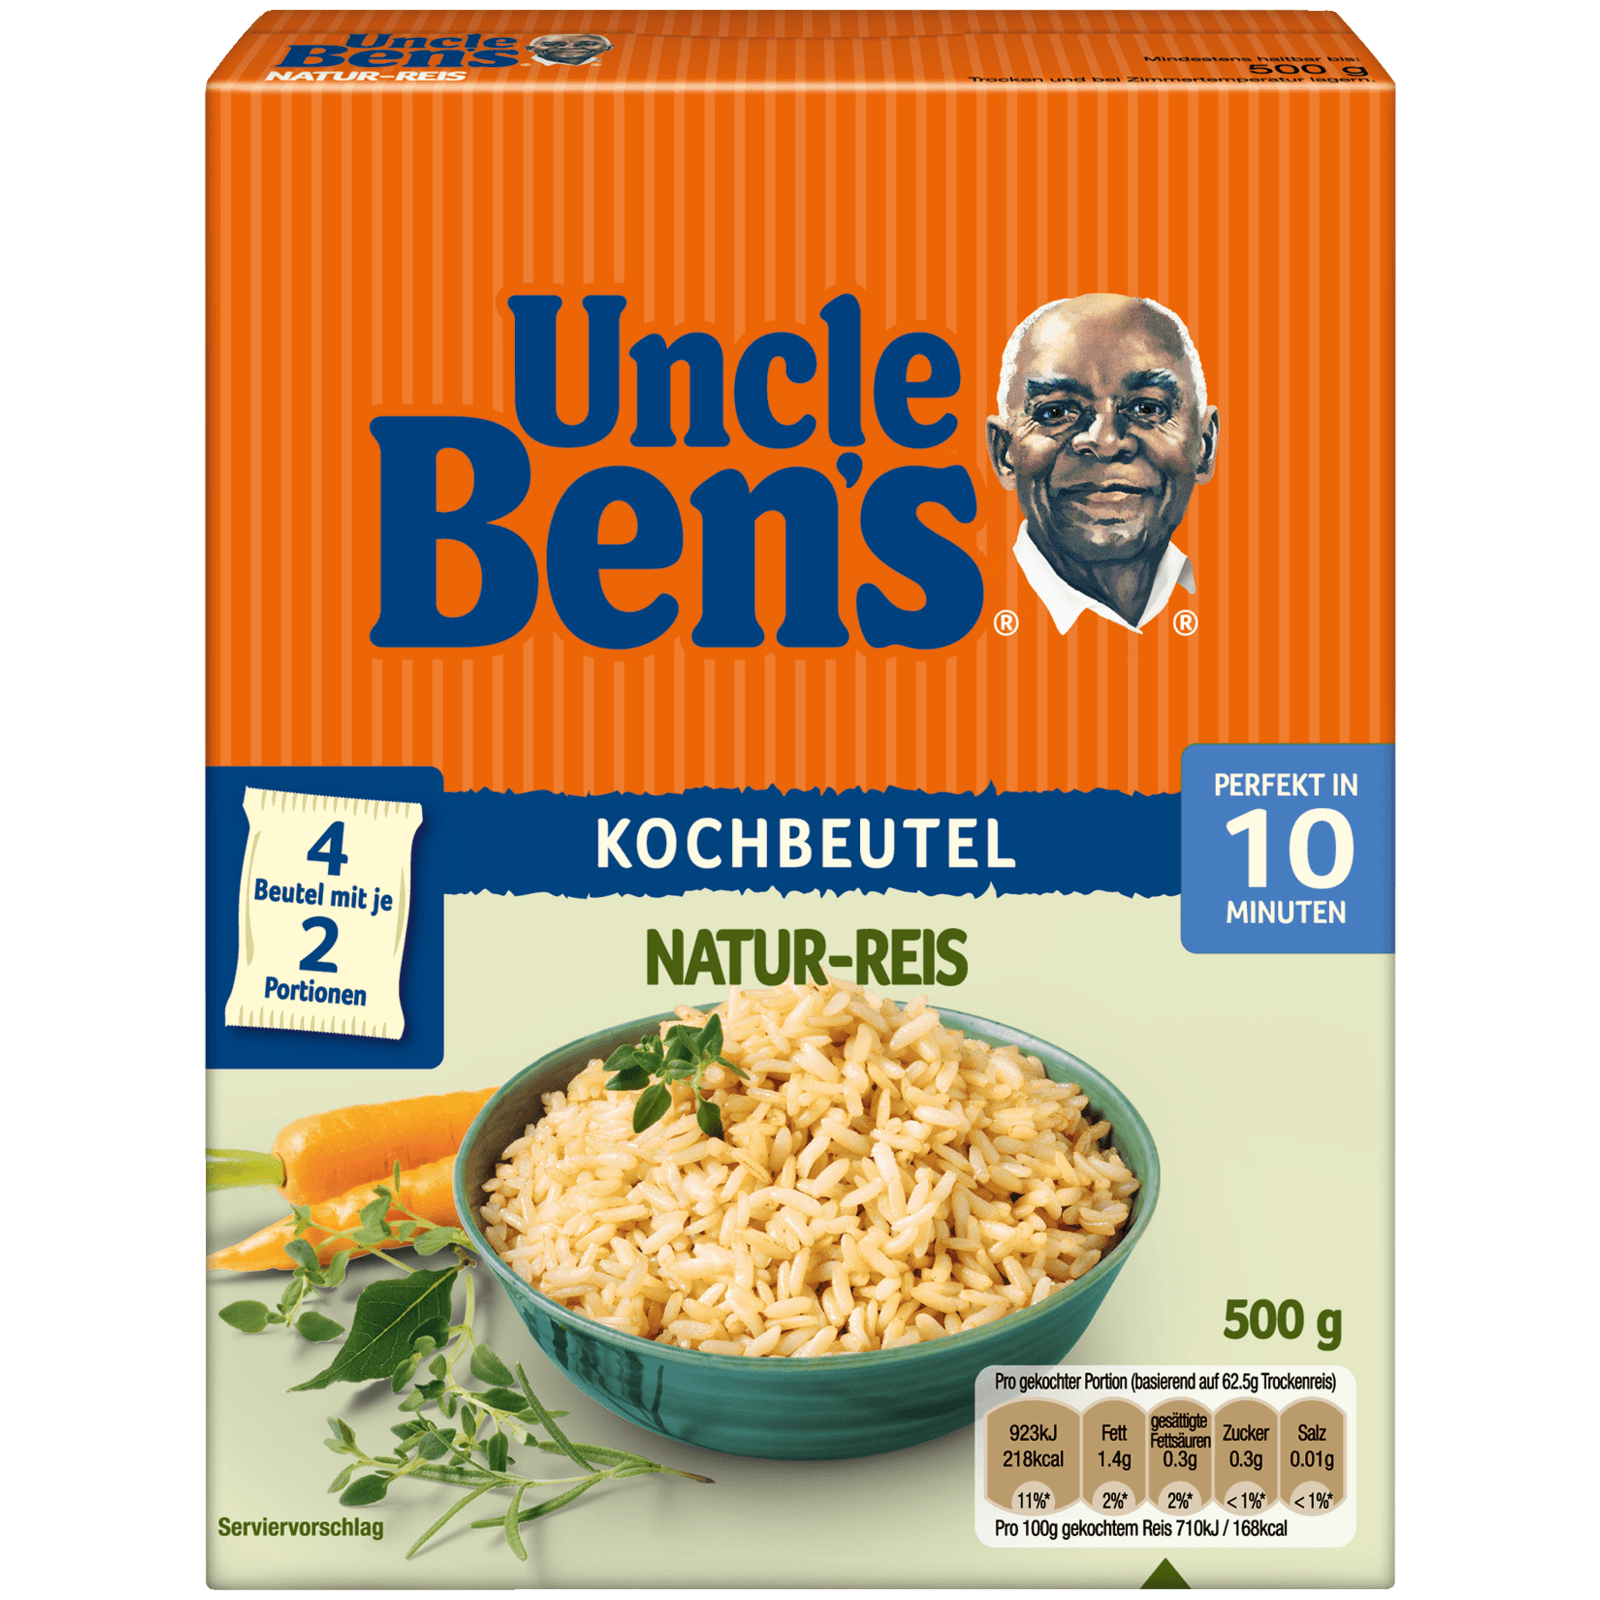 Uncle
Ben's
NATUR-REIS
Mindestens haltbar bis:
500 g
Trocken und bei Zimmertemperatur lagern.
Uncle
Ben's
®
®
4
Beutel mit je
2
Portionen
KOCHBEUTEL
PERFEKT IN
10
MINUTEN
NATUR-REIS
500 g
Pro gekochter Portion (basierend auf 62.5g Trockenreis)
923kJ
218kcal
11%*
Fett
1.4g
2%*
gesättigte
Fettsäuren
0.3g
2%*
Zucker
0.3g
<1%*
Salz
0.01g
<1%*
Pro 100g gekochtem Reis 710kJ / 168kcal
Serviervorschlag